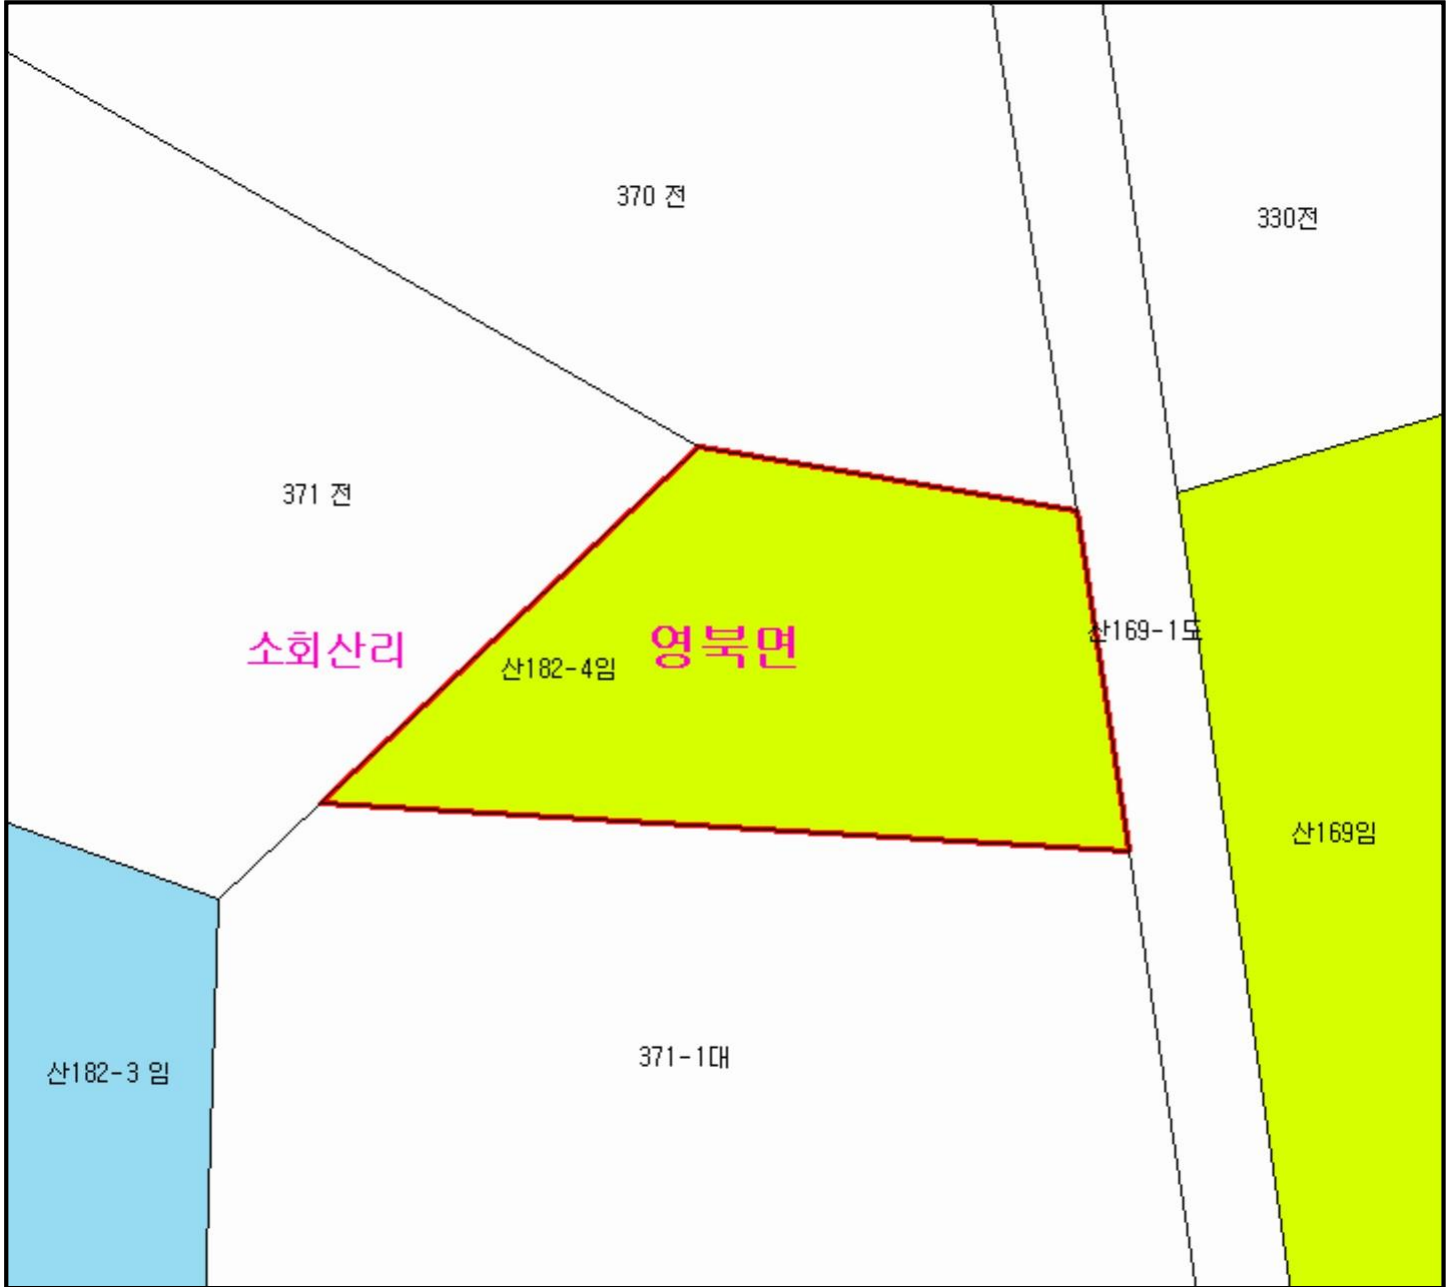 370 전
330전
371 전
산169-1도
영북면
소회산리
산182-4임
산169임
371-1대
산182-3 임